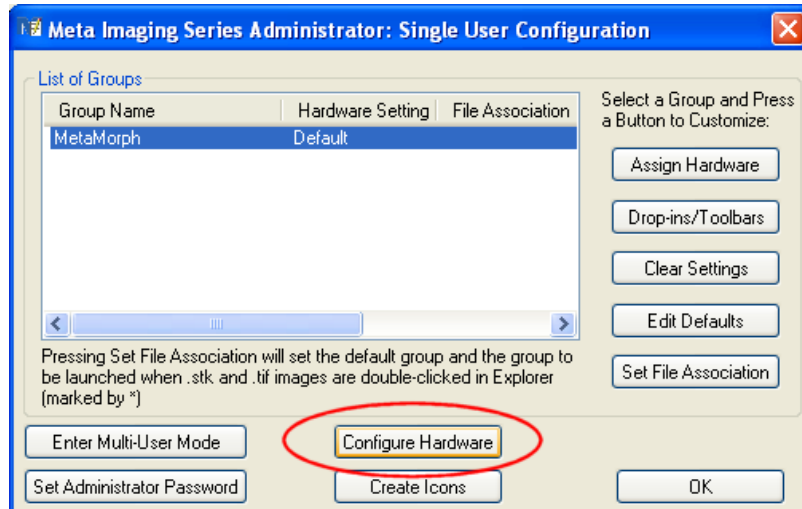 Meta Imaging Series Administrator: Single User Configuration
List of Groups
Group Name Hardware Setting File Association
MetaMorph Default
Select a Group and Press
a Button to Customize:
Assign Hardware
Drop-ins/Toolbars
Clear Settings
Edit Defaults
Set File Association
Pressing Set File Association will set the default group and the group to
be launched when .stk and .tif images are double-clicked in Explorer
(marked by *)
Enter Multi-User Mode Configure Hardware
Set Administrator Password Create Icons OK